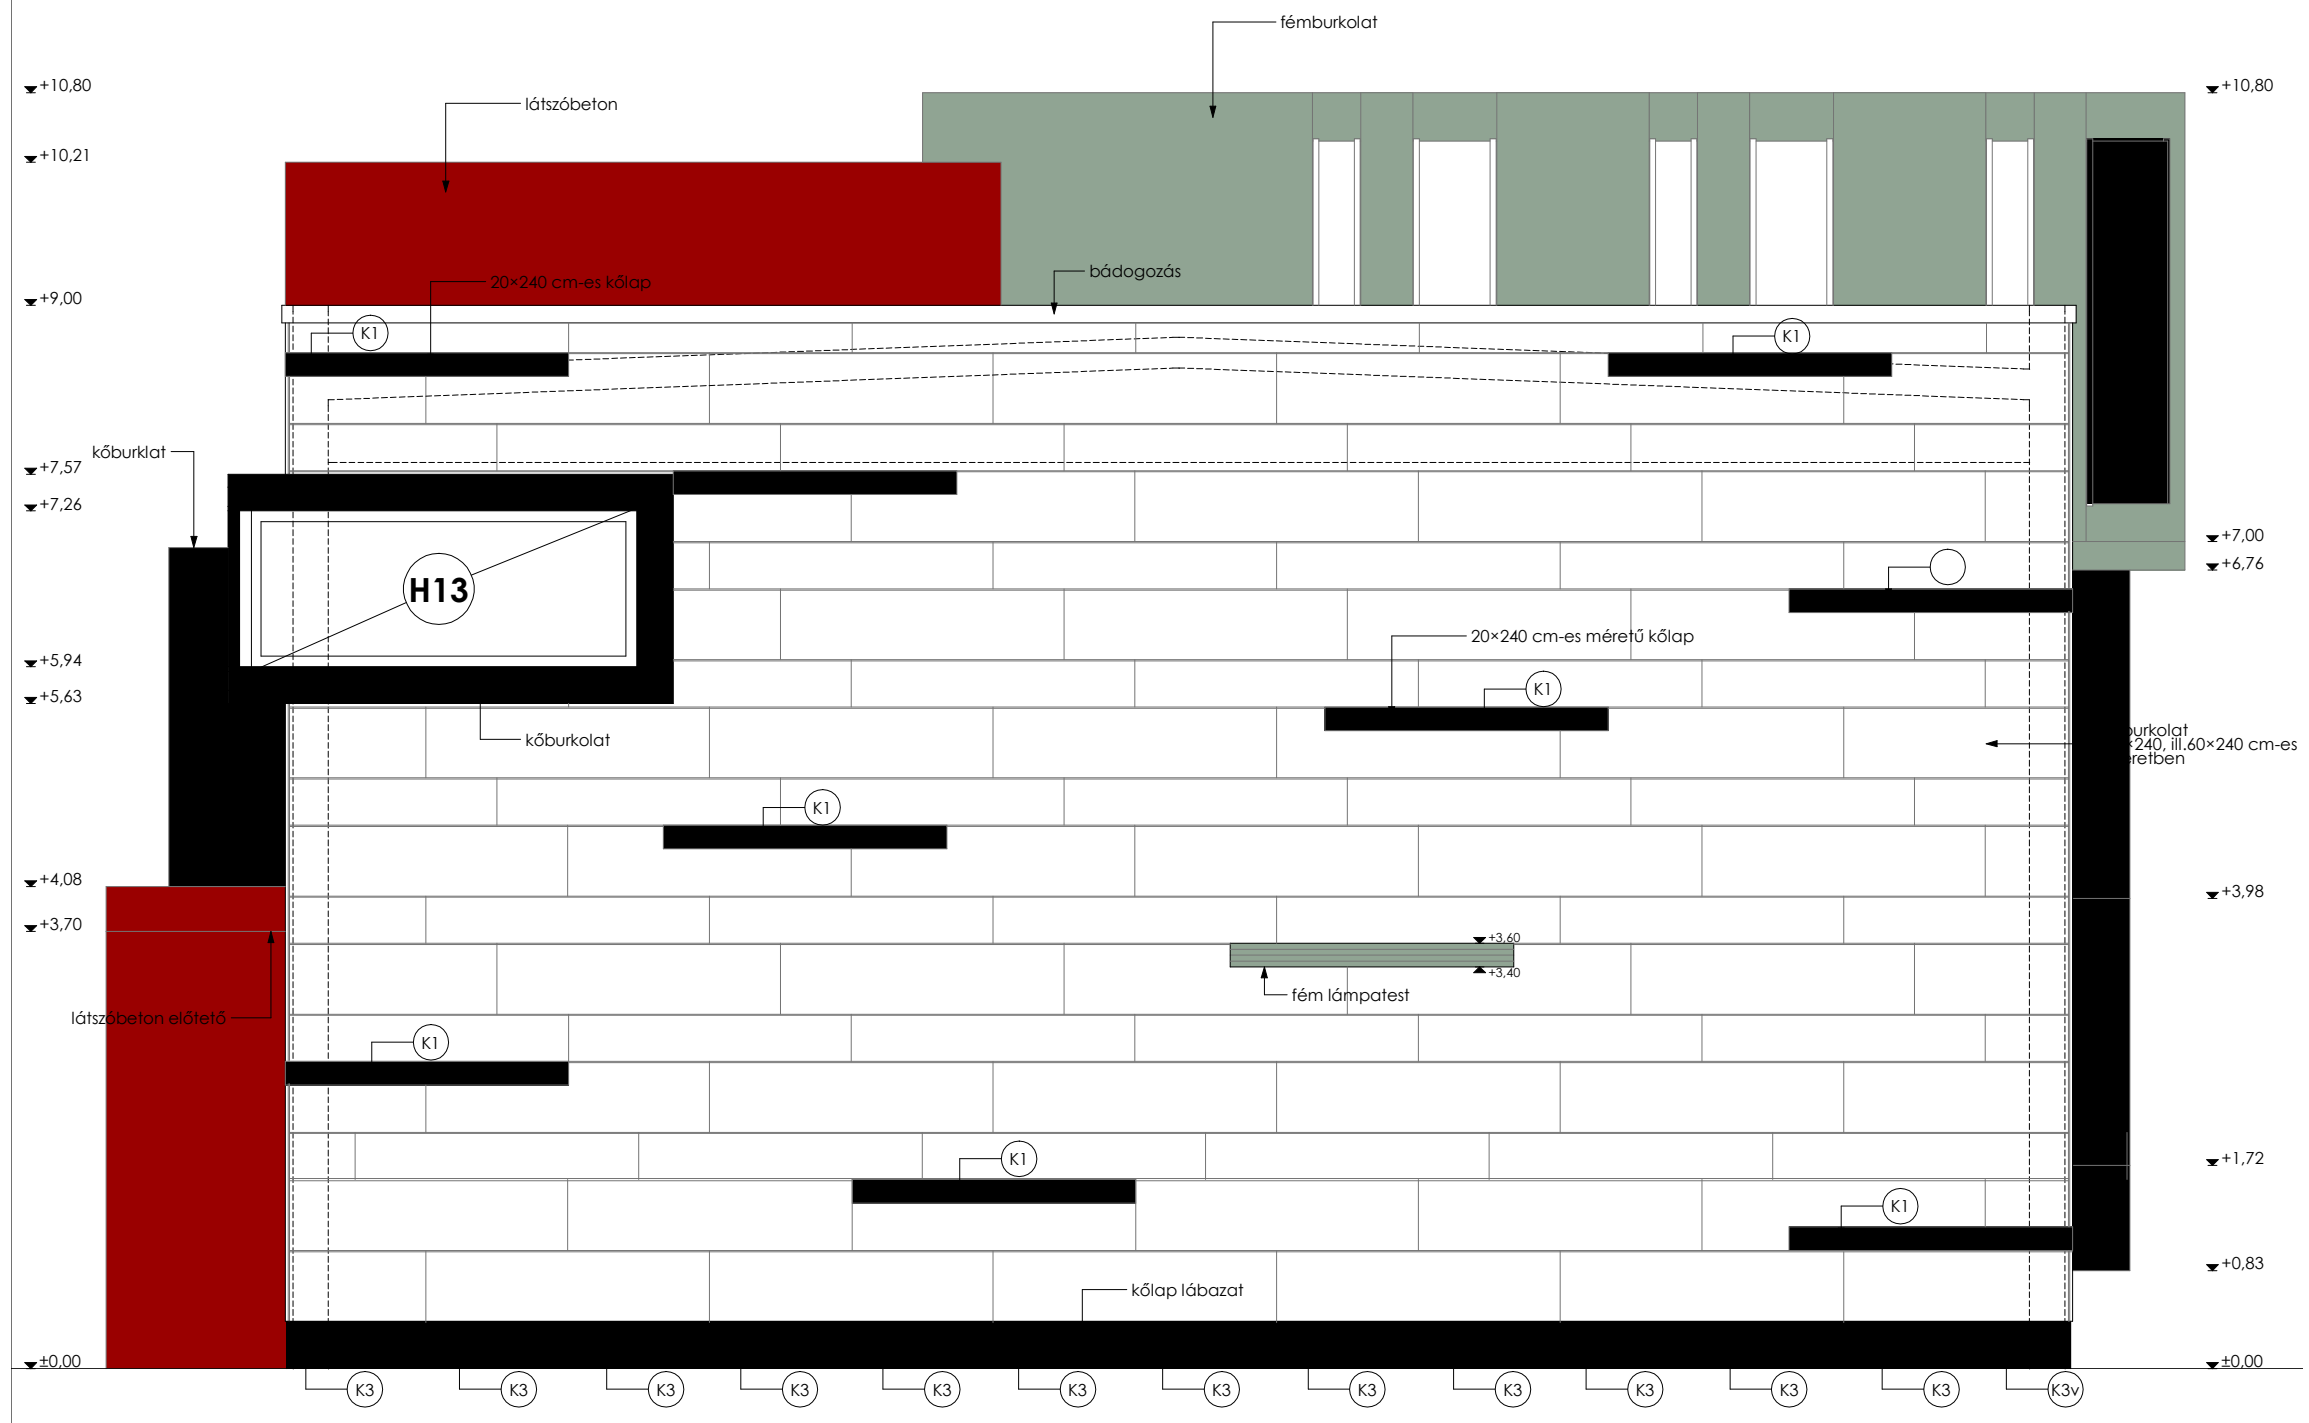 fémburkolat
+10,80
+10,80
látszóbeton
+10,21
bádogozás
20×240 cm-es kőlap
+9,00
K1
K1
kőburklat
+7,57
+7,26
+7,00
+6,76
H13
20×240 cm-es méretű kőlap
+5,94
K1
+5,63
kőburkolat
×240, ill.60×240 cm-es
K1
+4,08
+3,98
+3,70
+3,60
+3,40
fém lámpatest
látszóbeton előtető
K1
K1
+1,72
K1
+0,83
kőlap lábazat
±0,00
±0,00
K3
K3
K3
K3
K3
K3
K3
K3
K3
K3
K3
K3
K3v